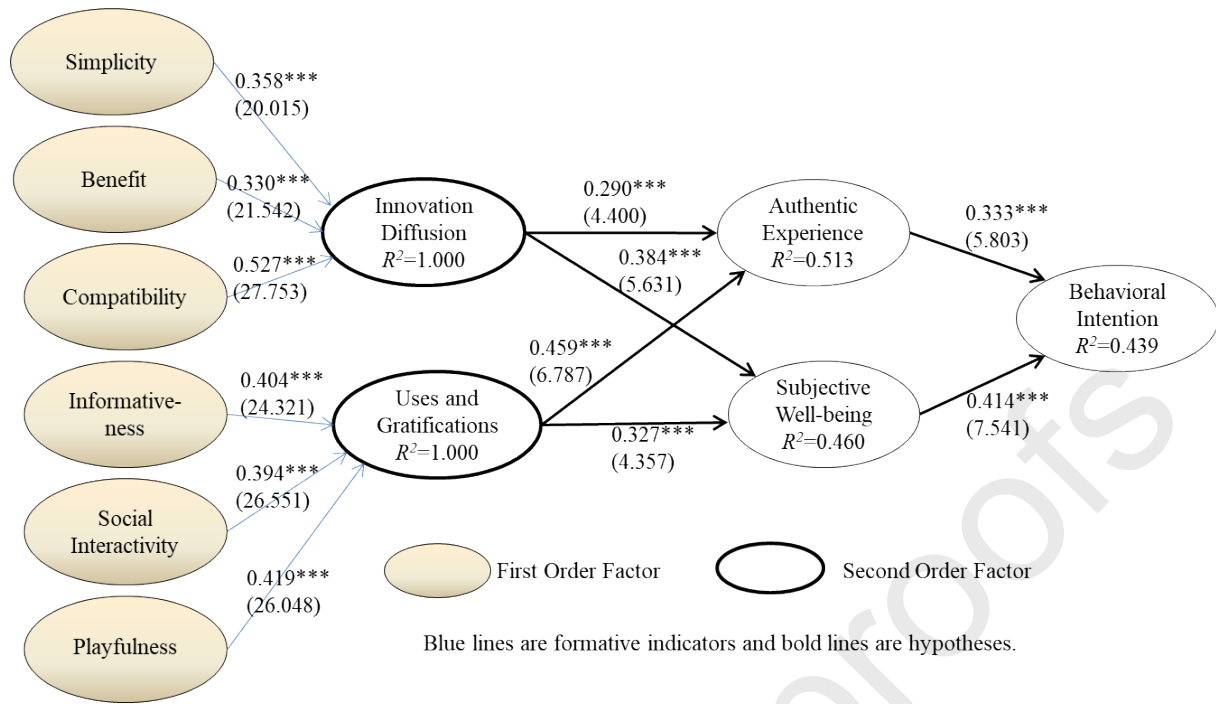 Simplicity
0.358***
(20.015)
Benefit
0.330***
(21.542)
Compatibility
0.527***
(27.753)
Informative-
ness
0.404***
(24.321)
Social
Interactivity
0.394***
(26.551)
Playfulness
0.419***
(26.048)
Innovation
Diffusion
R²=1.000
Uses and
Gratifications
R²=1.000
0.290***
(4.400)
0.384***
(5.631)
0.459***
(6.787)
0.327***
(4.357)
Authentic
Experience
R²=0.513
Subjective
Well-being
R²=0.460
0.333***
(5.803)
0.414***
(7.541)
Behavioral
Intention
R²=0.439
First Order Factor
Second Order Factor
Blue lines are formative indicators and bold lines are hypotheses.
proofs